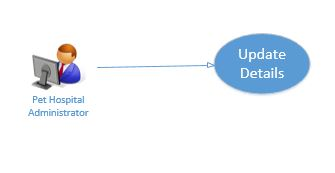 Update
Details
Pet Hospital
Administrator